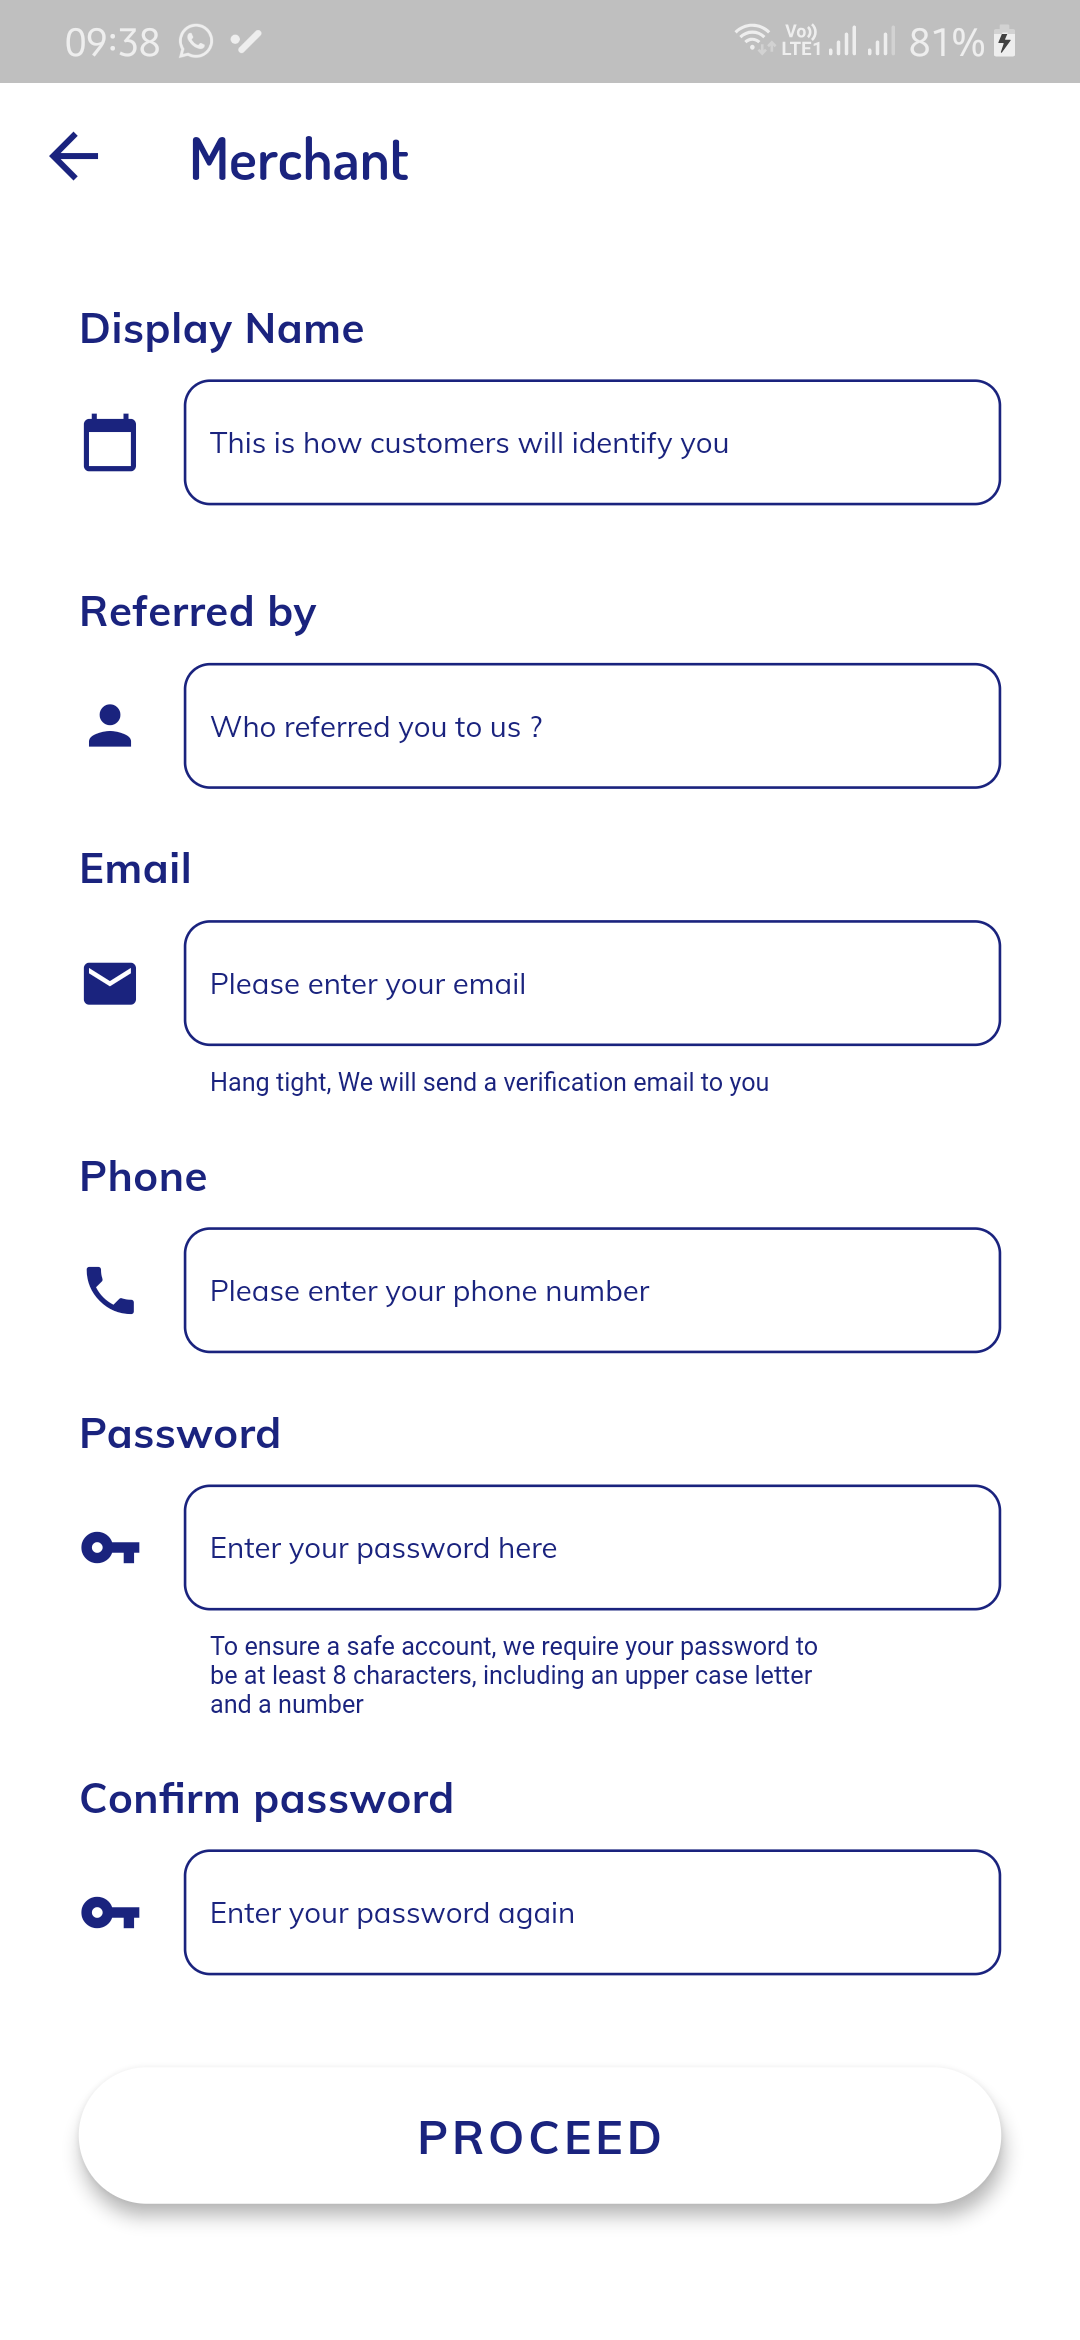 09:38 Vo)) LTE1 81%
Merchant
Display Name
This is how customers will identify you
Referred by
Who referred you to us ?
Email
Please enter your email
Hang tight, We will send a verification email to you
Phone
Please enter your phone number
Password
Enter your password here
To ensure a safe account, we require your password to
be at least 8 characters, including an upper case letter
and a number
Confirm password
Enter your password again
PROCEED